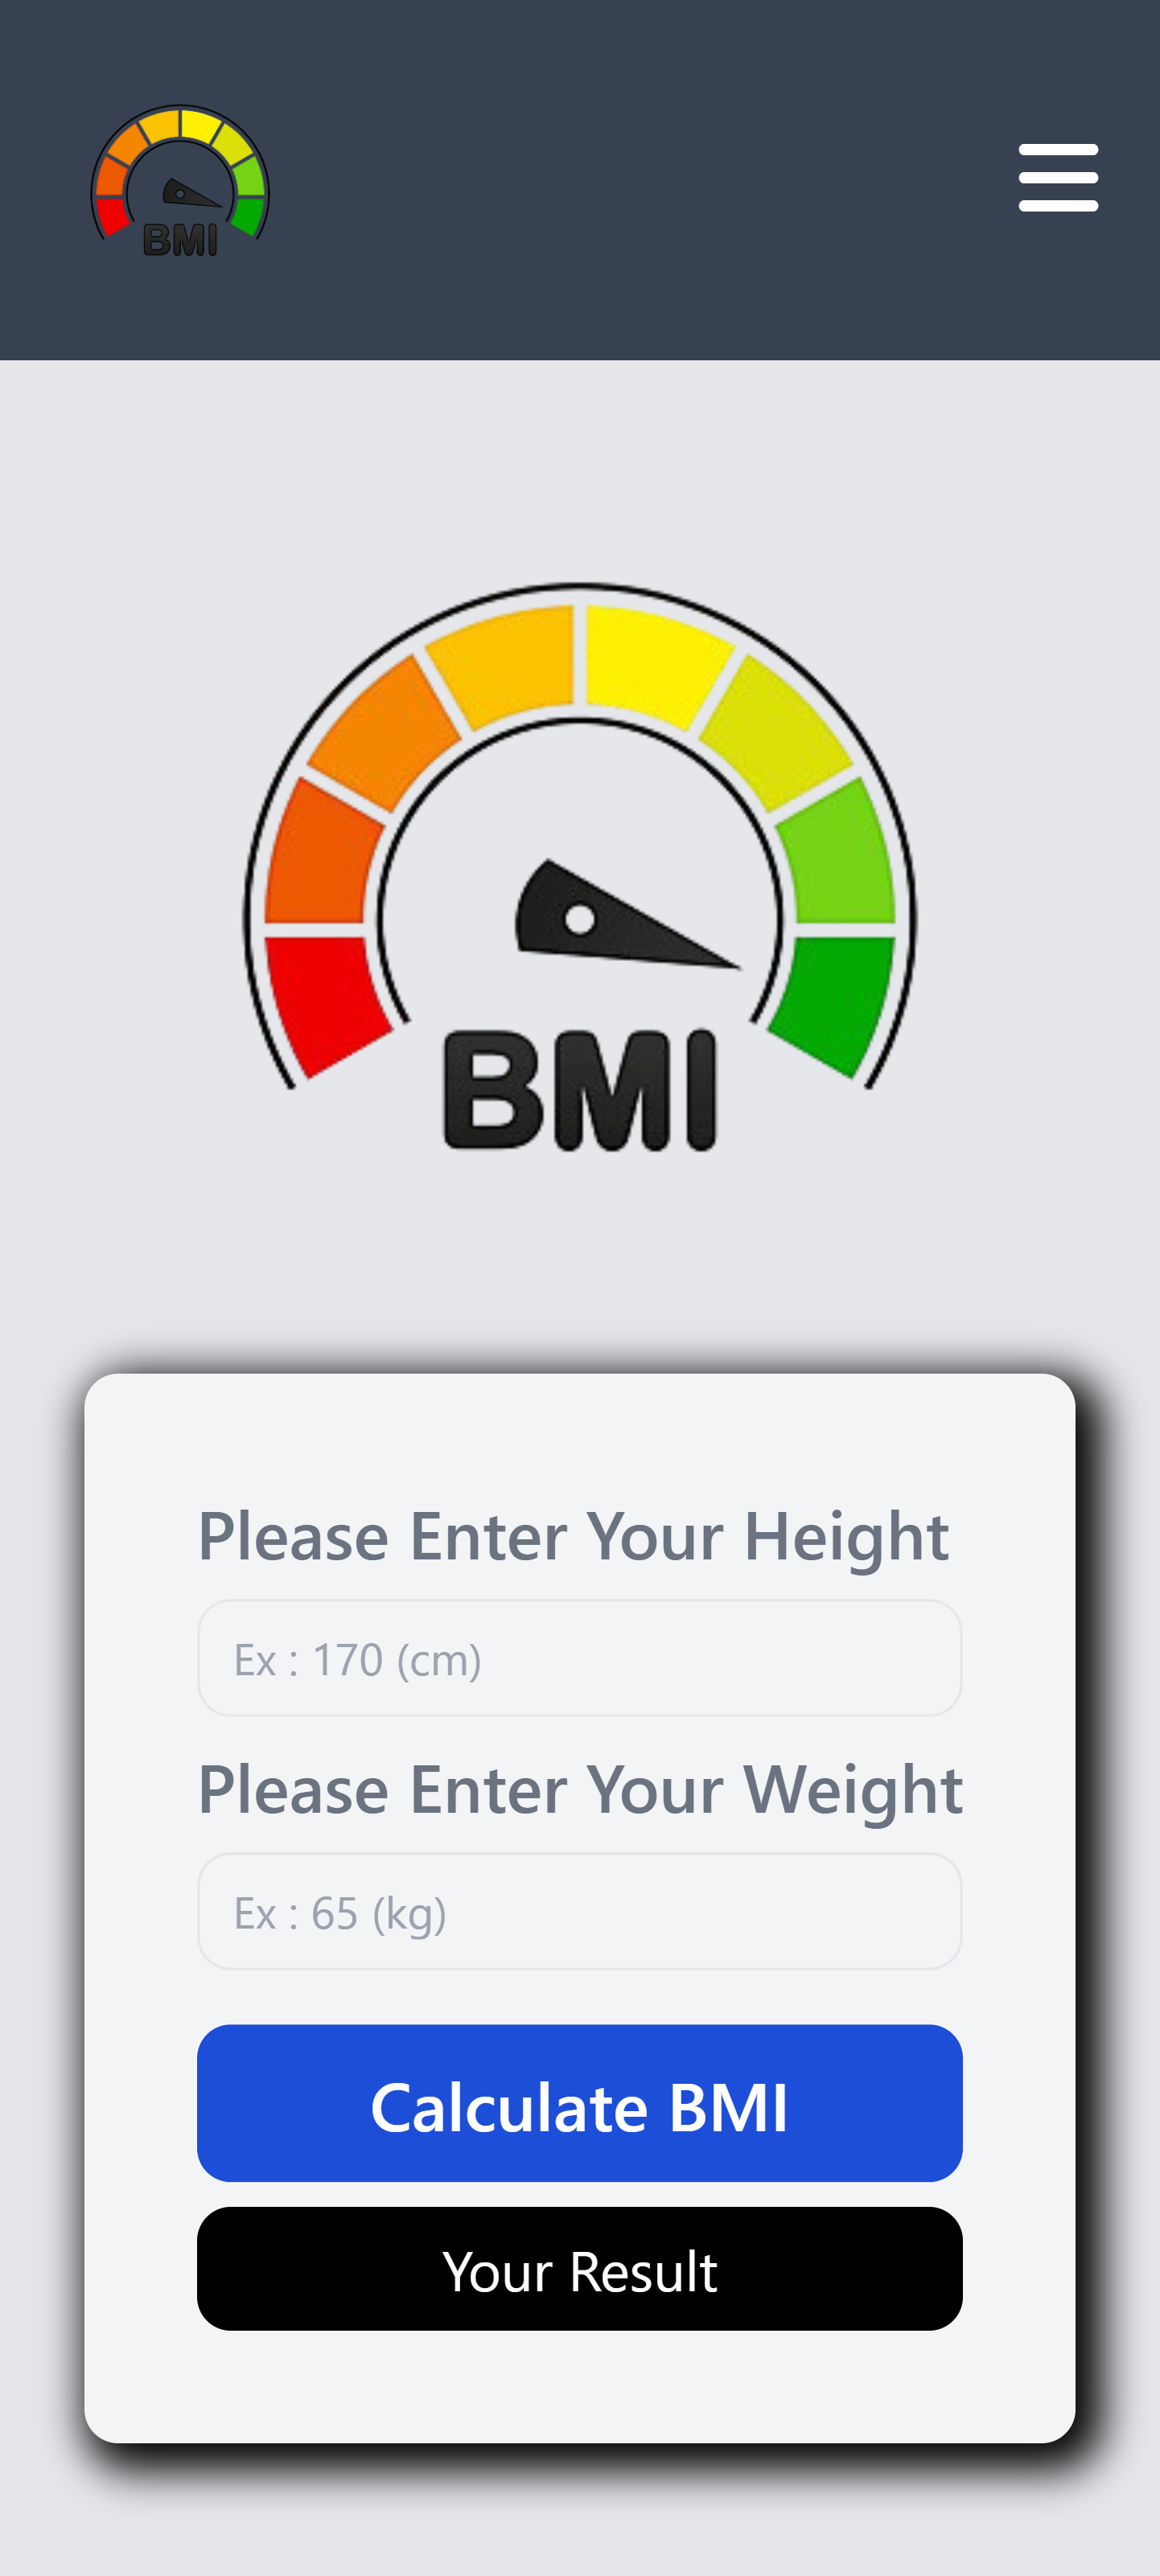 BMI
BMI
Please Enter Your Height
Ex : 170 (cm)
Please Enter Your Weight
Ex : 65 (kg)
Calculate BMI
Your Result